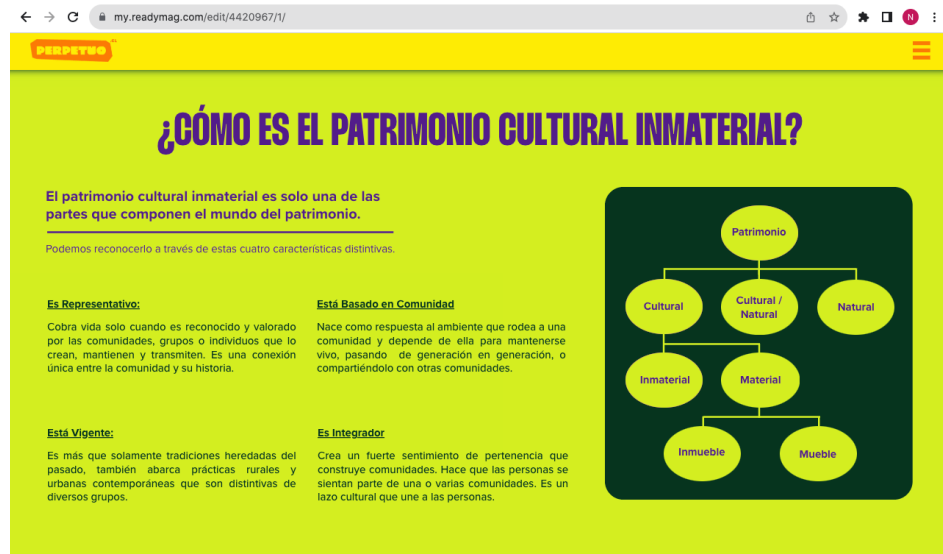 my.readymag.com/edit/4420967/1/
N
PERPETUO
¿CÓMO ES EL PATRIMONIO CULTURAL INMATERIAL?
El patrimonio cultural inmaterial es solo una de las
partes que componen el mundo del patrimonio.
Podemos reconocerlo a través de estas cuatro características distintivas.
Es Representativo:
Cobra vida solo cuando es reconocido y valorado
por las comunidades, grupos o individuos que lo
crean, mantienen y transmiten. Es una conexión
única entre la comunidad y su historia.
Está Basado en Comunidad
Nace como respuesta al ambiente que rodea a una
comunidad y depende de ella para mantenerse
vivo, pasando de generación en generación, o
compartiéndolo con otras comunidades.
Está Vigente:
Es más que solamente tradiciones heredadas del
pasado, también abarca prácticas rurales y
urbanas contemporáneas que son distintivas de
diversos grupos.
Es Integrador
Crea un fuerte sentimiento de pertenencia que
construye comunidades. Hace que las personas se
sientan parte de una o varias comunidades. Es un
lazo cultural que une a las personas.
Patrimonio
Cultural
Cultural /
Natural
Natural
Inmaterial
Material
Inmueble
Mueble